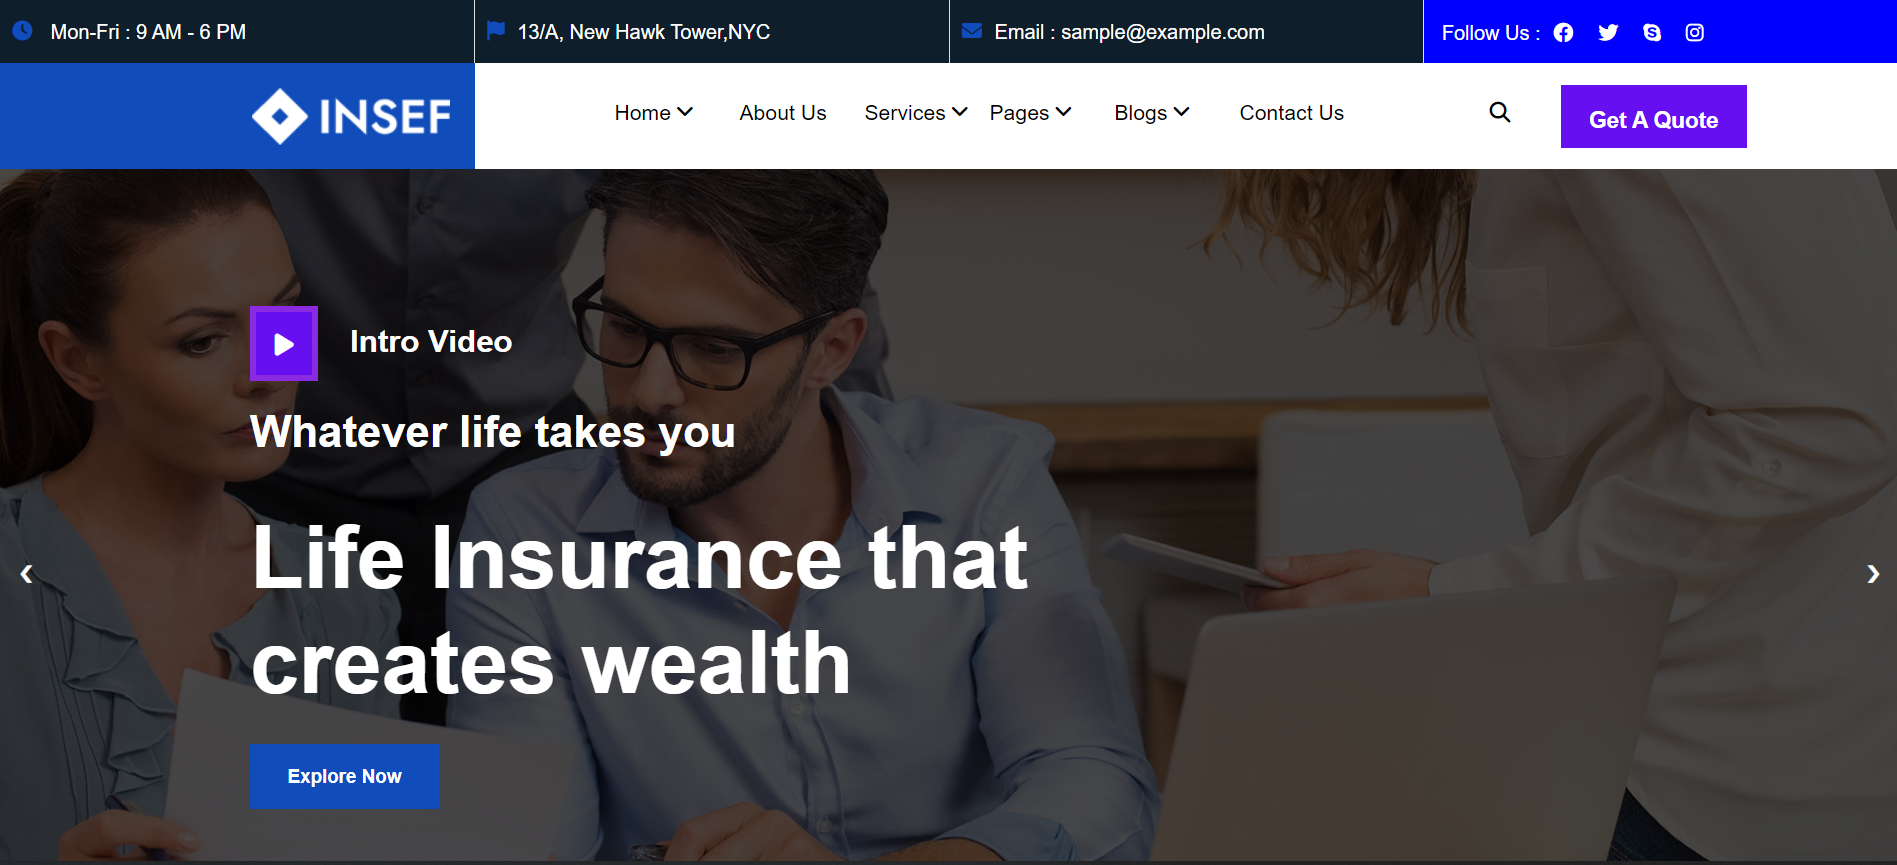 Mon-Fri : 9 AM - 6 PM
13/A, New Hawk Tower,NYC
Email : sample@example.com
Follow Us :
INSEF
Home
About Us
Services
Pages
Blogs
Contact Us
Get A Quote
Intro Video
Whatever life takes you
Life Insurance that
creates wealth
Explore Now